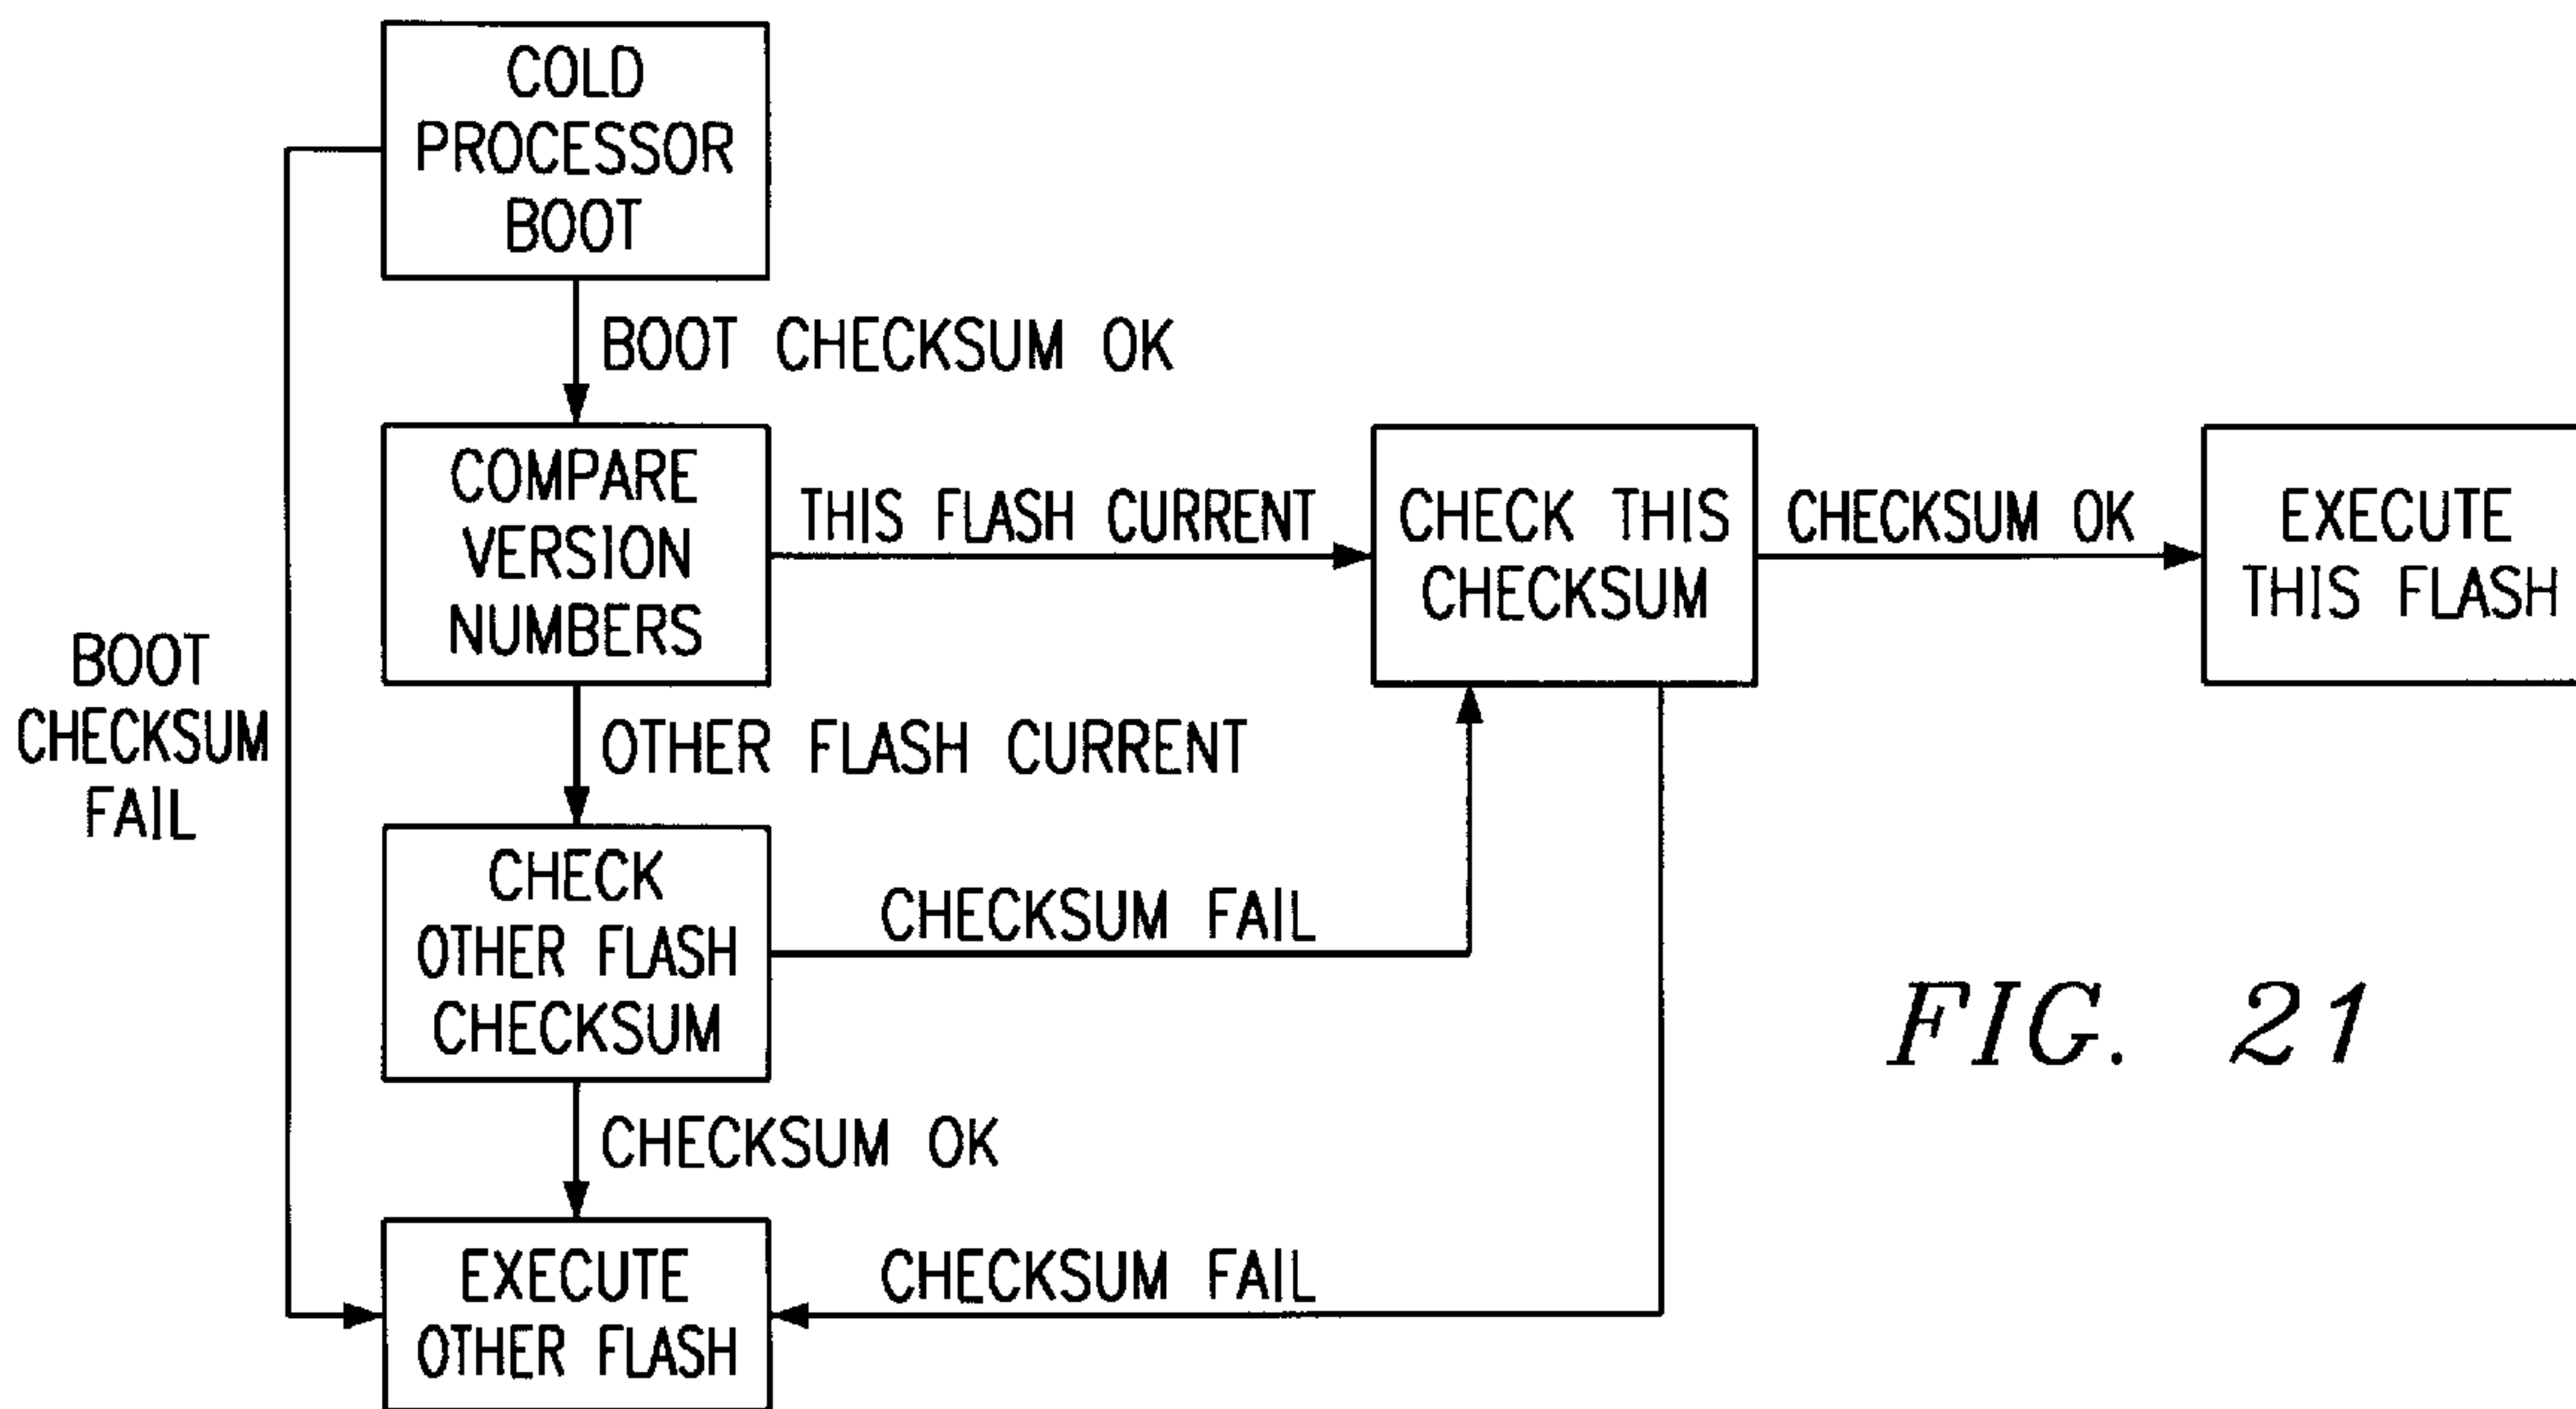 COLD
PROCESSOR
BOOT
BOOT CHECKSUM OK
COMPARE
VERSION
NUMBERS
THIS FLASH CURRENT
CHECK THIS
CHECKSUM
CHECKSUM OK
EXECUTE
THIS FLASH
BOOT
CHECKSUM
FAIL
OTHER FLASH CURRENT
CHECK
OTHER FLASH
CHECKSUM
CHECKSUM FAIL
CHECKSUM OK
EXECUTE
OTHER FLASH
CHECKSUM FAIL
FIG. 21